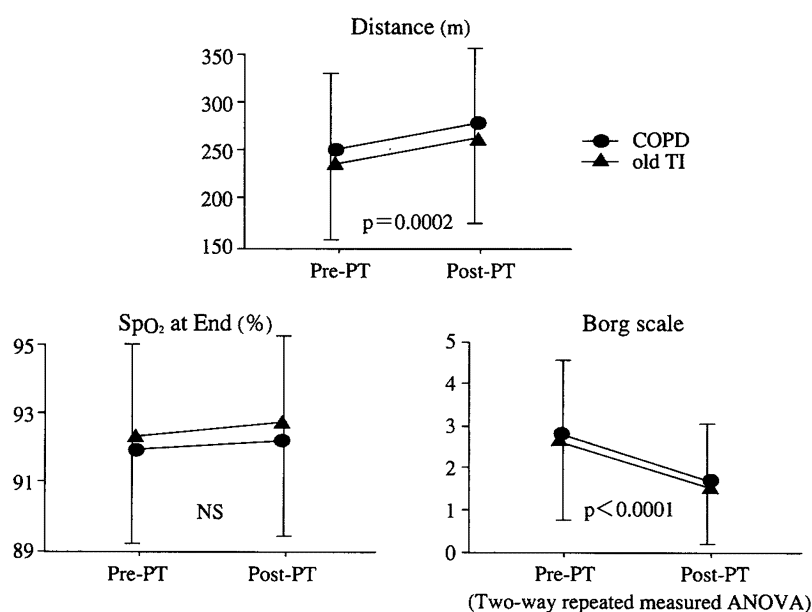 Distance (m)
350
300
250
200
150
p=0.0002
Pre-PT
Post-PT
COPD
old TI
SpO₂ at End (%)
95
93
91
89
NS
Pre-PT
Post-PT
Borg scale
5
4
3
2
1
0
p<0.0001
Pre-PT
Post-PT
(Two-way repeated measured ANOVA)